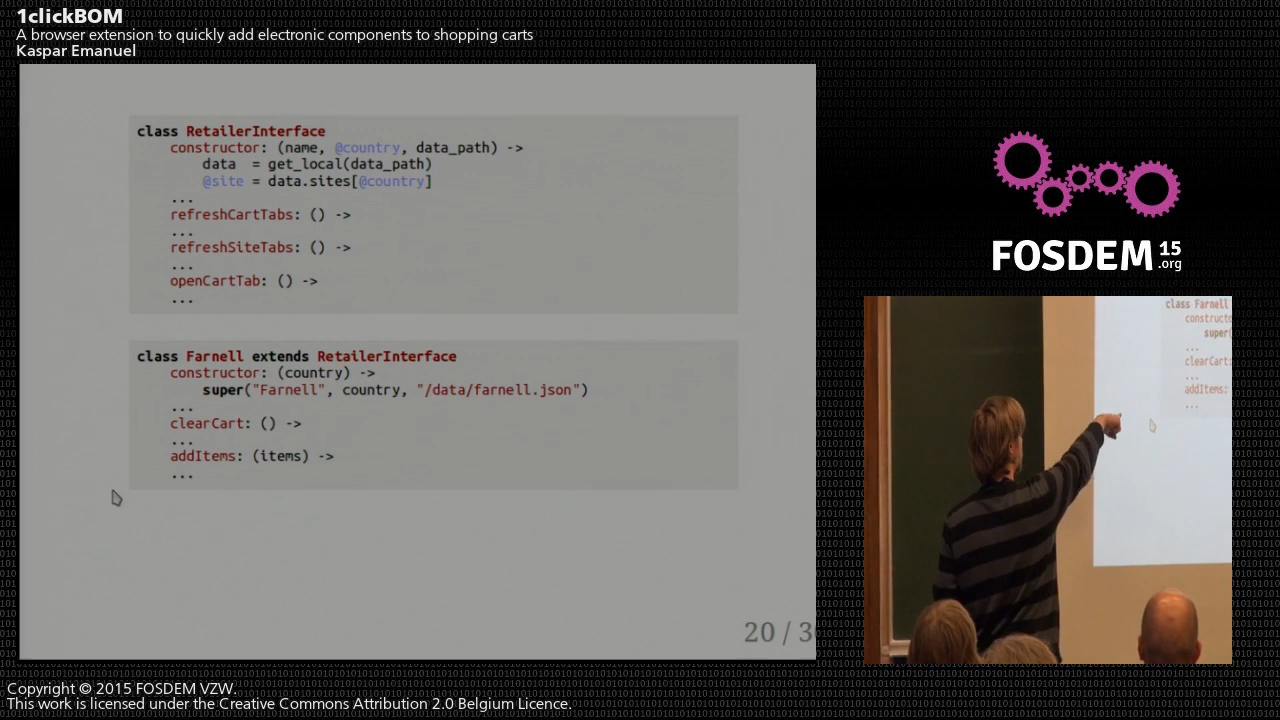 1clickBOM
A browser extension to quickly add electronic components to shopping carts
Kaspar Emanuel
class RetailerInterface
constructor: (name, @country, data_path) ->
data = get_local(data_path)
@site = data.sites[@country]
...
refreshCartTabs: () ->
...
refreshSiteTabs: () ->
...
openCartTab: () ->
...
class Farnell extends RetailerInterface
constructor: (country) ->
super("Farnell", country, "/data/farnell.json")
...
clearCart: () ->
...
addItems: (items) ->
...
20 / 3
FOSDEM 15
.org
class Farnell
constructo
super(
...
clearCart:
...
addItems:
...
Copyright © 2015 FOSDEM VZW.
This work is licensed under the Creative Commons Attribution 2.0 Belgium Licence.